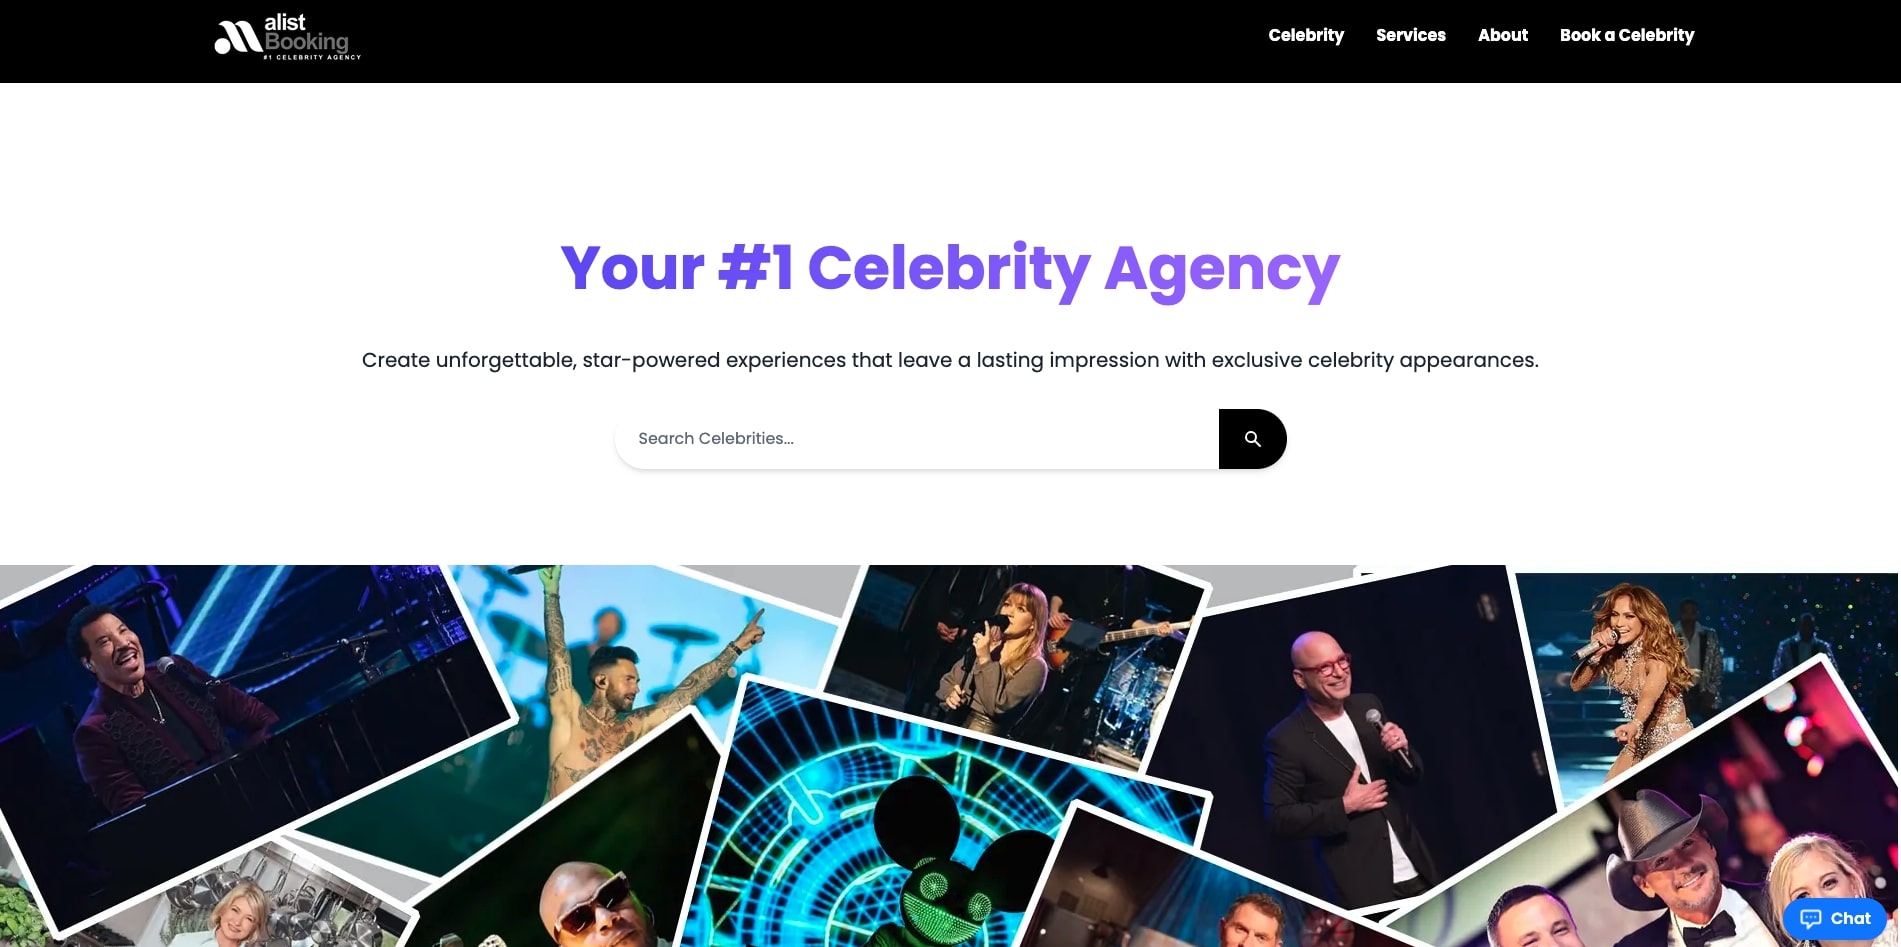 alist
Booking
#1 CELEBRITY AGENCY
Celebrity Services About Book a Celebrity
Your #1 Celebrity Agency
Create unforgettable, star-powered experiences that leave a lasting impression with exclusive celebrity appearances.
Search Celebrities...
Chat